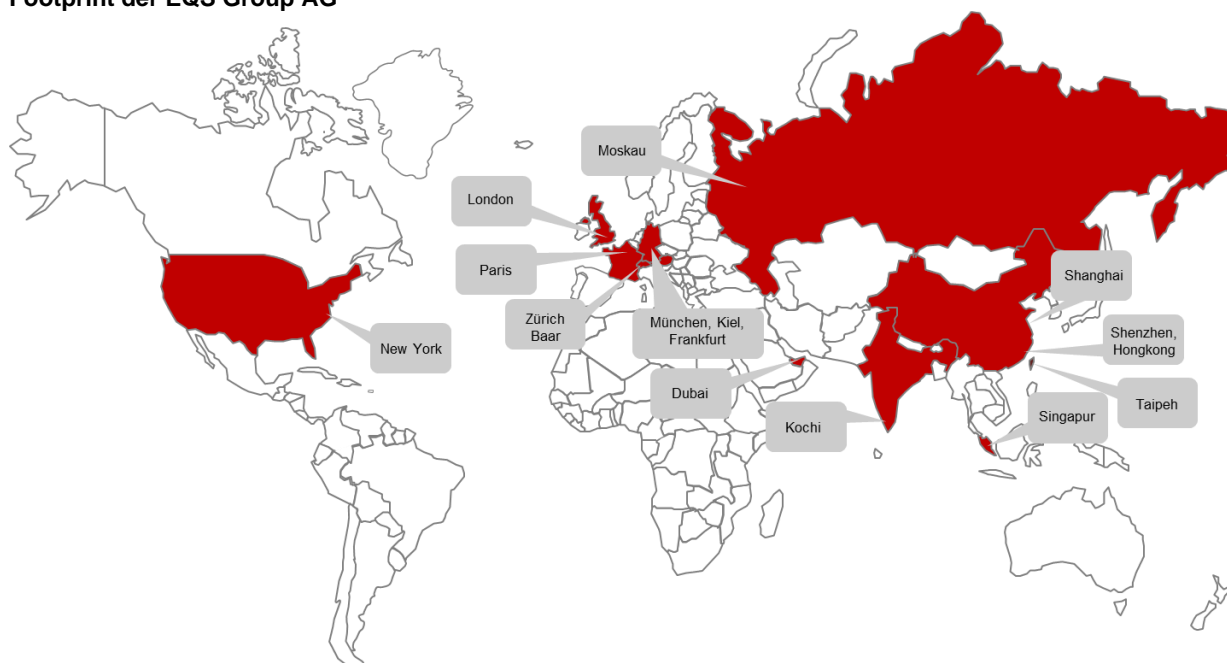 Footprint der EQS Group AG
Moskau
London
Paris
Zürich
Baar
München, Kiel,
Frankfurt
New York
Dubai
Kochi
Shanghai
Shenzhen,
Hongkong
Taipeh
Singapur